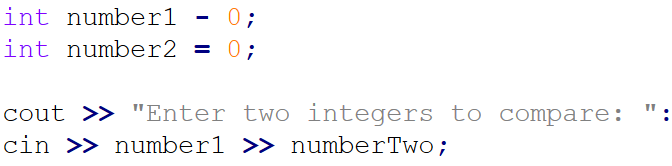 int number1 - 0;
int number2 = 0;
cout >> "Enter two integers to compare: ":
cin >> number1 >> numberTwo;